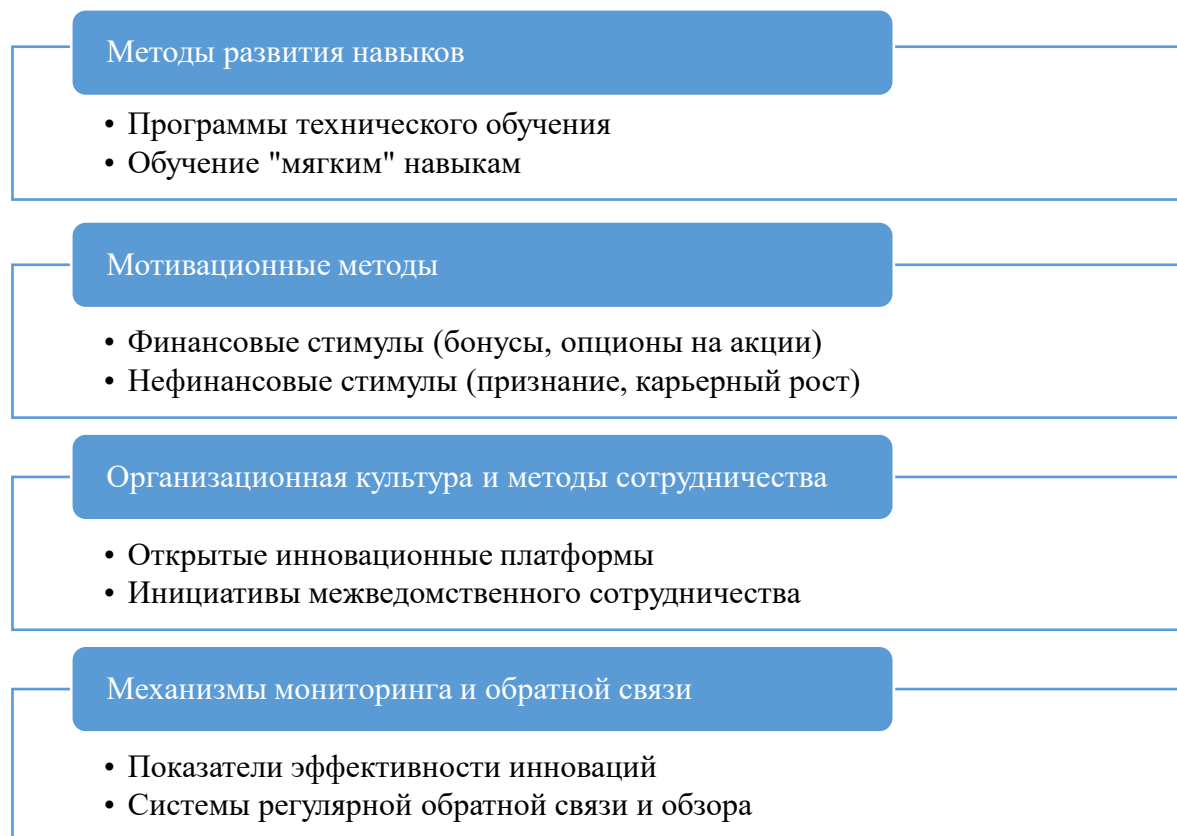 Методы развития навыков
• Программы технического обучения
• Обучение "мягким" навыкам
Мотивационные методы
• Финансовые стимулы (бонусы, опционы на акции)
• Нефинансовые стимулы (признание, карьерный рост)
Организационная культура и методы сотрудничества
• Открытые инновационные платформы
• Инициативы межведомственного сотрудничества
Механизмы мониторинга и обратной связи
• Показатели эффективности инноваций
• Системы регулярной обратной связи и обзора